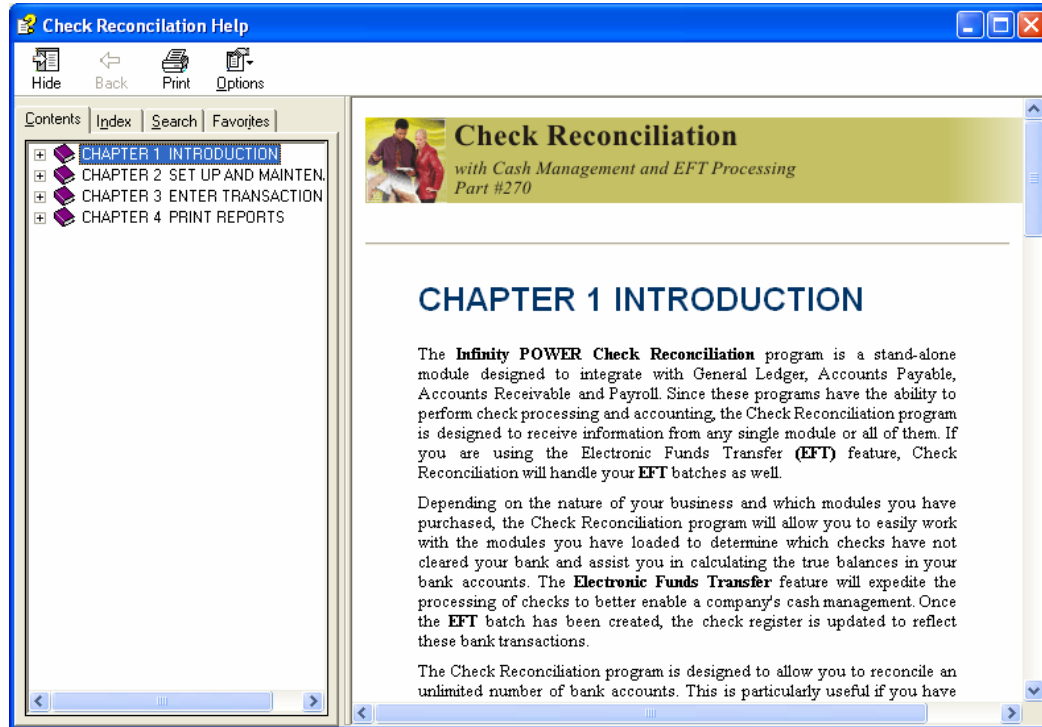 Check Reconcilation Help
Hide Back Print Options
Contents Index Search Favorites
CHAPTER 1 INTRODUCTION
CHAPTER 2 SET UP AND MAINTEN
CHAPTER 3 ENTER TRANSACTION
CHAPTER 4 PRINT REPORTS
Check Reconciliation
with Cash Management and EFT Processing
Part #270
CHAPTER 1 INTRODUCTION
The Infinity POWER Check Reconciliation program is a stand-alone
module designed to integrate with General Ledger, Accounts Payable,
Accounts Receivable and Payroll. Since these programs have the ability to
perform check processing and accounting, the Check Reconciliation program
is designed to receive information from any single module or all of them. If
you are using the Electronic Funds Transfer (EFT) feature, Check
Reconciliation will handle your EFT batches as well.
Depending on the nature of your business and which modules you have
purchased, the Check Reconciliation program will allow you to easily work
with the modules you have loaded to determine which checks have not
cleared your bank and assist you in calculating the true balances in your
bank accounts. The Electronic Funds Transfer feature will expedite the
processing of checks to better enable a company's cash management. Once
the EFT batch has been created, the check register is updated to reflect
these bank transactions.
The Check Reconciliation program is designed to allow you to reconcile an
unlimited number of bank accounts. This is particularly useful if you have